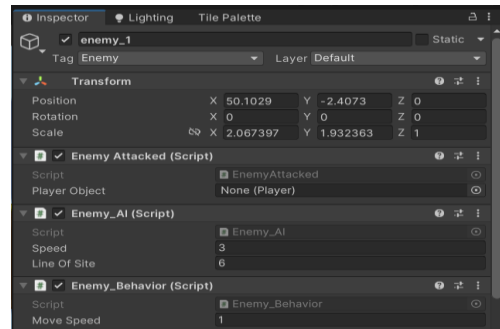 Inspector Lighting Tile Palette
enemy_1 Static
Tag Enemy Layer Default
Transform
Position X 50.1029 Y -2.4073 Z 0
Rotation X 0 Y 0 Z 0
Scale X 2.067397 Y 1.932363 Z 1
# Enemy Attacked (Script)
Script # EnemyAttacked
Player Object None (Player)
# Enemy_AI (Script)
Script # Enemy_AI
Speed 3
Line Of Site 6
# Enemy_Behavior (Script)
Script # Enemy_Behavior
Move Speed 1